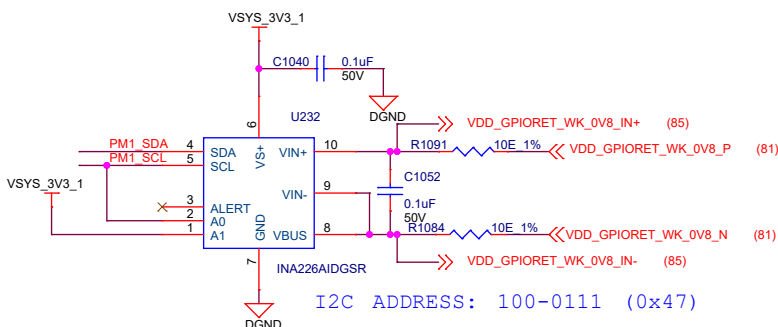 VSYS_3V3_1
C1040 0.1uF
50V
DGND
U232
6
VS+
VDD_GPIORET_WK_0V8_IN+ (85)
PM1_SDA 4 SDA VIN+ 10 R1091 10E_1% VDD_GPIORET_WK_0V8_P (81)
PM1_SCL 5 SCL
C1052
VSYS_3V3_1
VIN- 9
0.1uF
50V
3 ALERT
2 A0
1 A1
GND
VBUS 8 R1084 10E_1% VDD_GPIORET_WK_0V8_N (81)
7
INA226AIDGSR
VDD_GPIORET_WK_0V8_IN- (85)
I2C ADDRESS: 100-0111 (0x47)
DGND